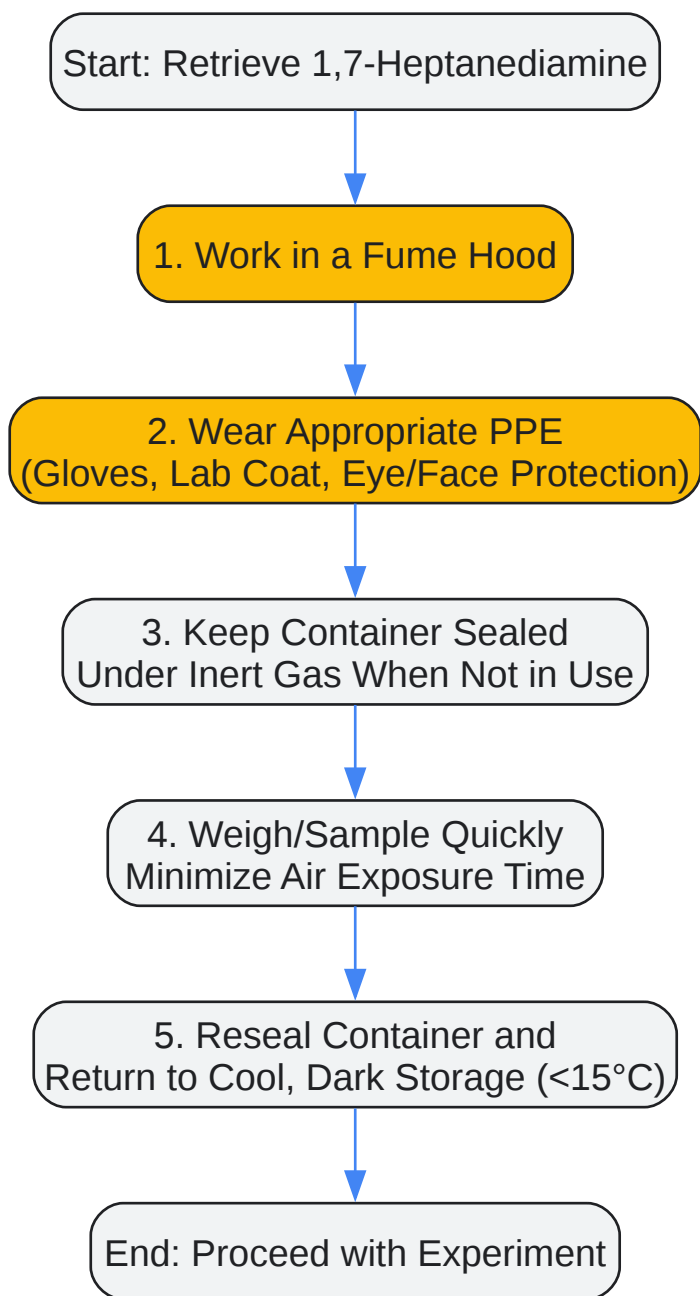 Start: Retrieve 1,7-Heptanediamine
1. Work in a Fume Hood
2. Wear Appropriate PPE
(Gloves, Lab Coat, Eye/Face Protection)
3. Keep Container Sealed
Under Inert Gas When Not in Use
4. Weigh/Sample Quickly
Minimize Air Exposure Time
5. Reseal Container and
Return to Cool, Dark Storage (<15°C)
End: Proceed with Experiment